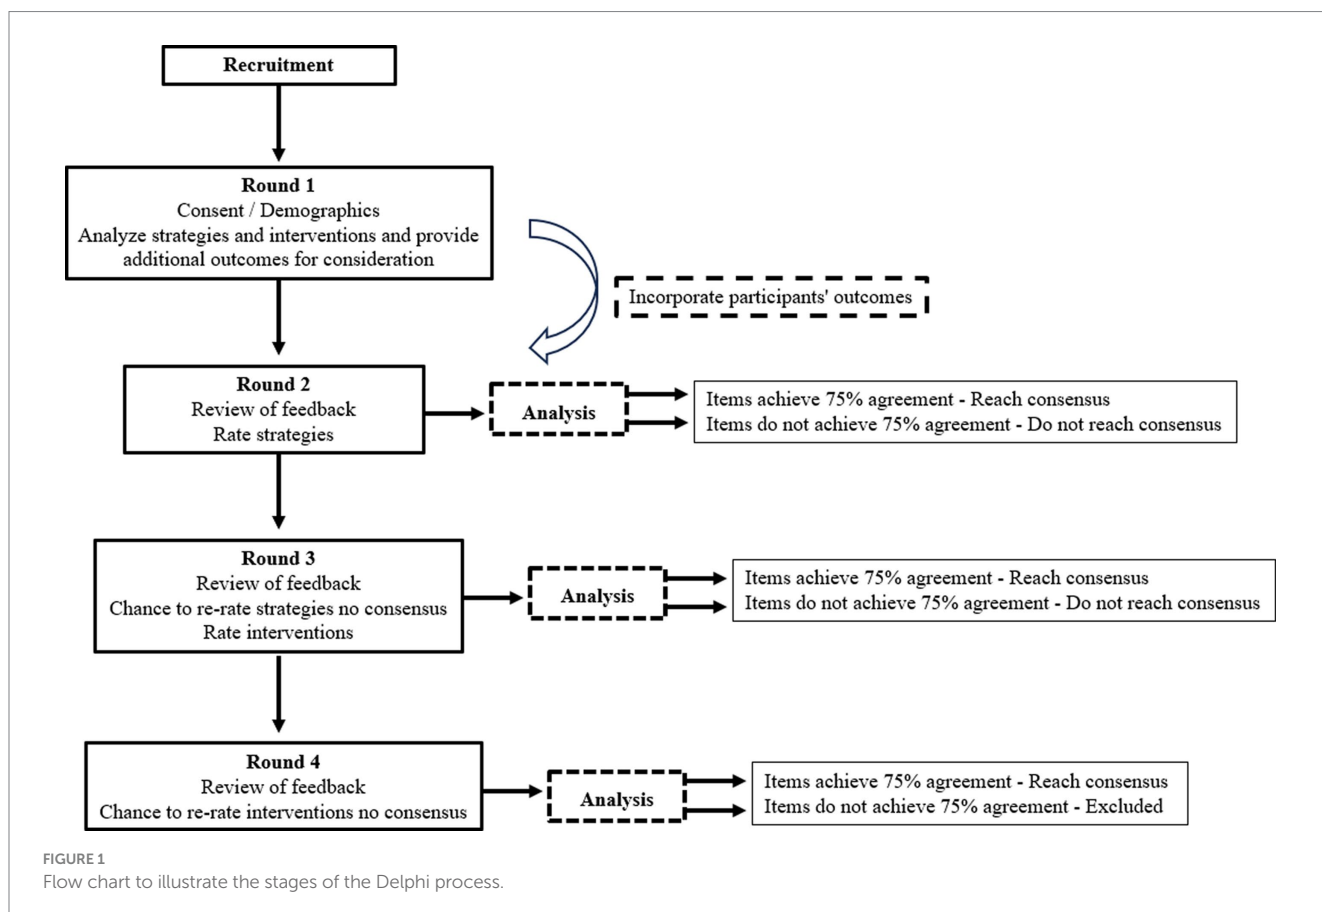 Recruitment
Round 1
Consent / Demographics
Analyze strategies and interventions and provide
additional outcomes for consideration
Incorporate participants' outcomes
Round 2
Review of feedback
Rate strategies
Analysis
Items achieve 75% agreement - Reach consensus
Items do not achieve 75% agreement - Do not reach consensus
Round 3
Review of feedback
Chance to re-rate strategies no consensus
Rate interventions
Analysis
Items achieve 75% agreement - Reach consensus
Items do not achieve 75% agreement - Do not reach consensus
Round 4
Review of feedback
Chance to re-rate interventions no consensus
Analysis
Items achieve 75% agreement - Reach consensus
Items do not achieve 75% agreement - Excluded
FIGURE 1
Flow chart to illustrate the stages of the Delphi process.